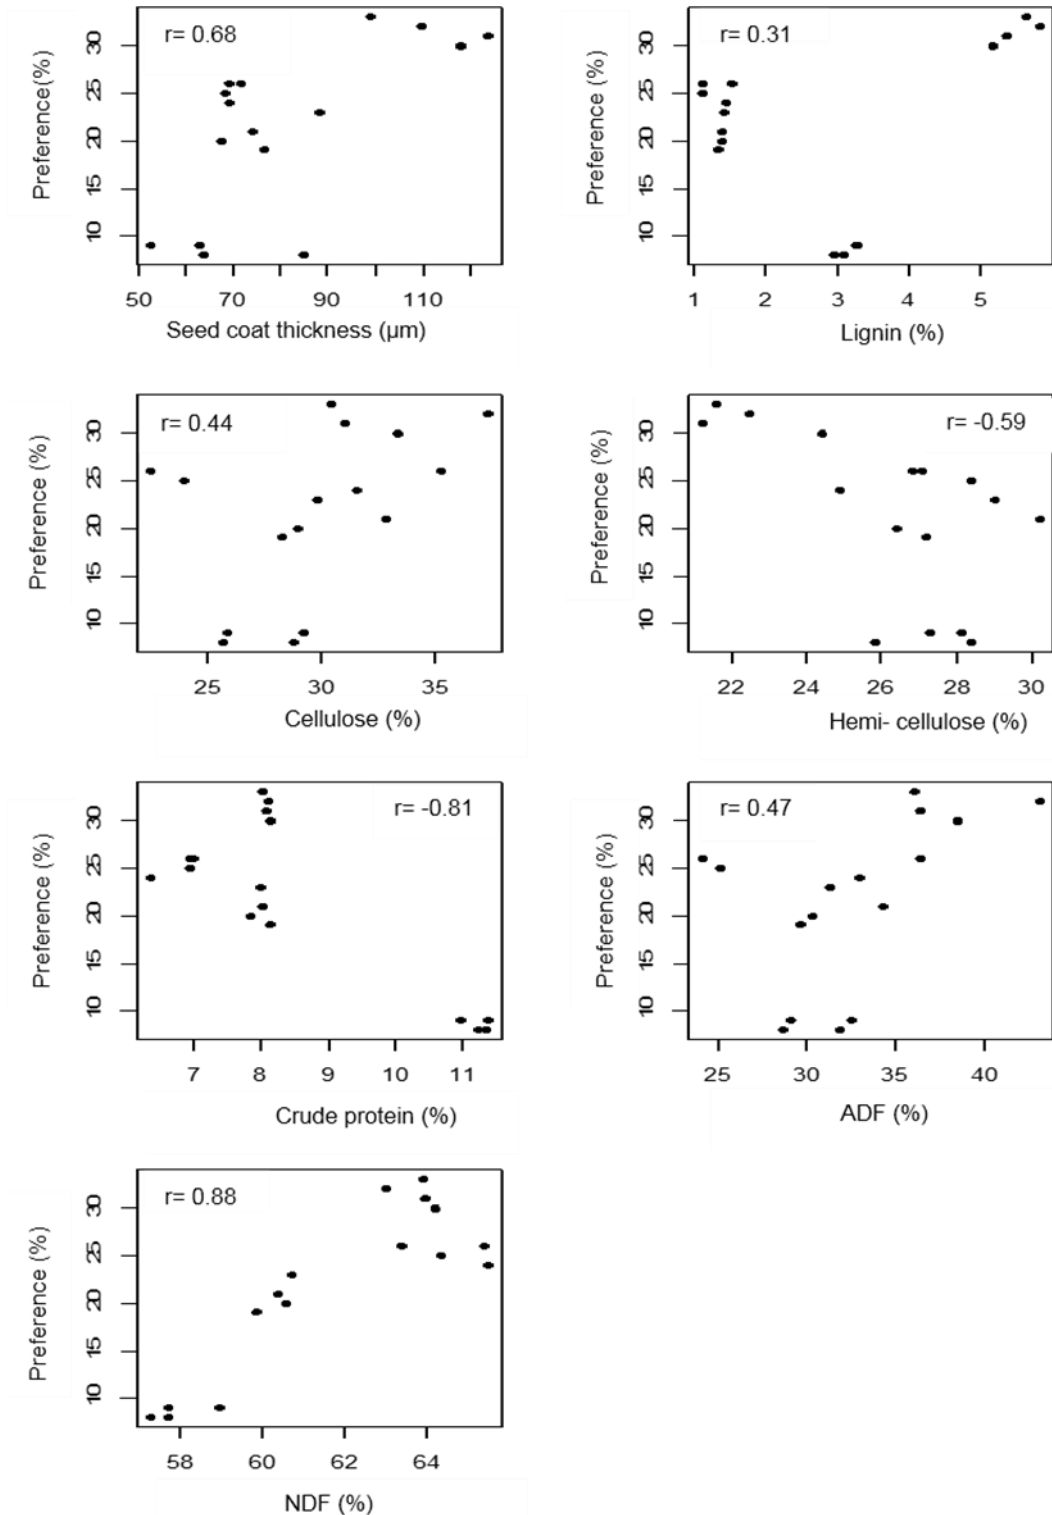 r= 0.68
Preference(%)
10 15 20 25 30
50 70 90 110
Seed coat thickness (µm)
r= 0.31
Preference (%)
10 15 20 25 30
1 2 3 4 5
Lignin (%)
r= 0.44
Preference (%)
10 15 20 25 30
25 30 35
Cellulose (%)
r= -0.59
Preference (%)
10 15 20 25 30
22 24 26 28 30
Hemi- cellulose (%)
r= -0.81
Preference (%)
10 15 20 25 30
7 8 9 10 11
Crude protein (%)
r= 0.47
Preference (%)
10 15 20 25 30
25 30 35 40
ADF (%)
r= 0.88
Preference (%)
10 15 20 25 30
58 60 62 64
NDF (%)